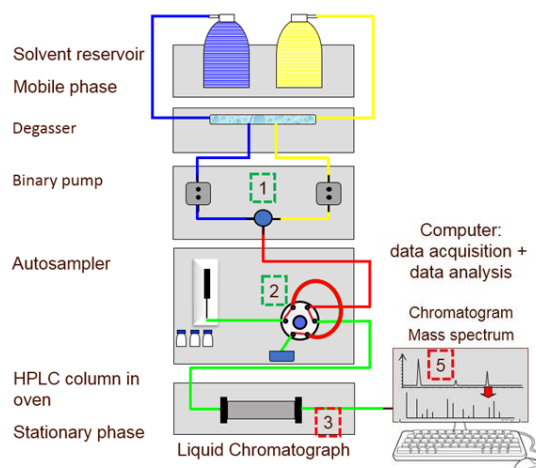 Solvent reservoir
Mobile phase
Degasser
Binary pump
1
Computer:
data acquisition +
data analysis
Autosampler
2
Chromatogram
Mass spectrum
5
HPLC column in
oven
Stationary phase
3
Liquid Chromatograph